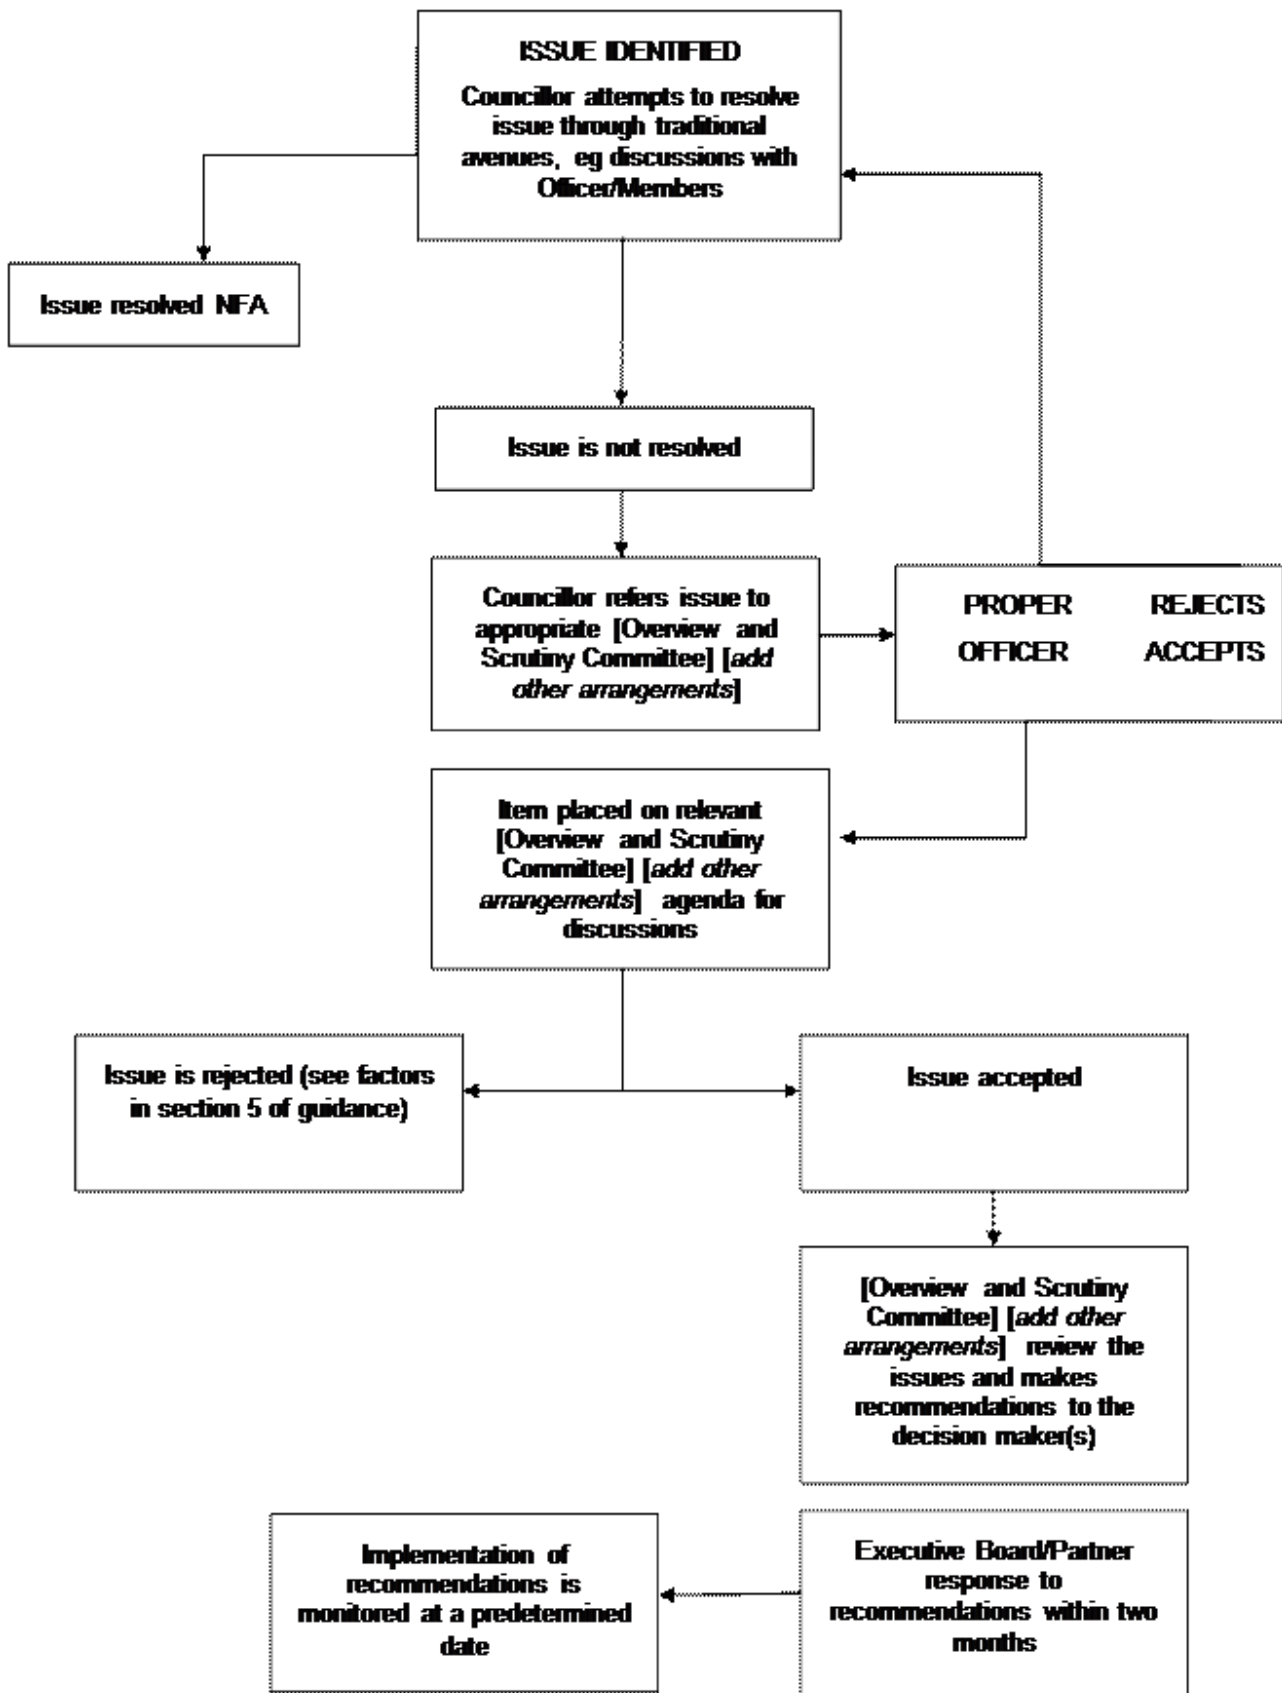 ISSUE IDENTIFIED
Councillor attempts to resolve
issue through traditional
avenues, eg discussions with
Officer/Members
Issue resolved NFA
Issue is not resolved
Councillor refers issue to
appropriate [Overview and
Scrutiny Committee] [add
other arrangements]
PROPER REJECTS
OFFICER ACCEPTS
Item placed on relevant
[Overview and Scrutiny
Committee] [add other
arrangements] agenda for
discussions
Issue is rejected (see factors
in section 5 of guidance)
Issue accepted
[Overview and Scrutiny
Committee] [add other
arrangements] review the
issues and makes
recommendations to the
decision maker(s)
Implementation of
recommendations is
monitored at a predetermined
date
Executive Board/Partner
response to
recommendations within two
months